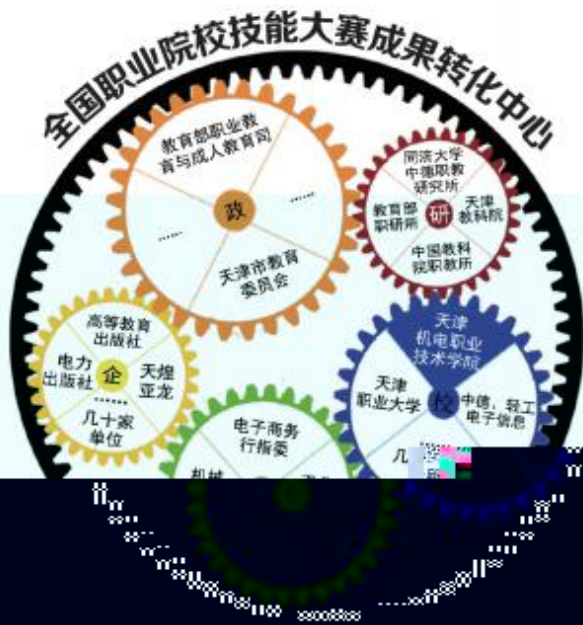 全国职业院校技能大赛成果转化中心
教育部职业教
育与成人教育司
政
......
......
天津市教育
委员会
同济大学
中德职教
研究所
教育部
职研所
研
天津
教科院
中国教科
院职教所
高等教育
出版社
电力
出版社
企
天煌
亚龙
......
几十家
单位
天津
机电职业
技术学院
天津
职业大学
校
中德，轻工
电子信息
......
电子商务
行指委
机械